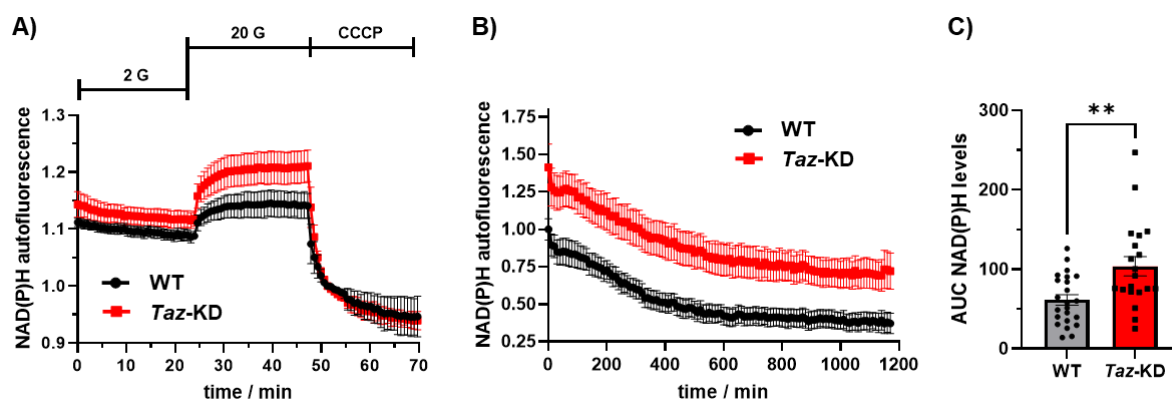 A)
2 G
20 G
CCCP
NAD(P)H autofluorescence
1.3
1.2
1.1
1.0
0.9
WT
Taz-KD
0 10 20 30 40 50 60 70
time / min
B)
NAD(P)H autofluorescence
1.75
1.50
1.25
1.00
0.75
0.50
0.25
WT
Taz-KD
0 200 400 600 800 1000 1200
time / min
C)
AUC NAD(P)H levels
300
200
100
0
**
WT Taz-KD